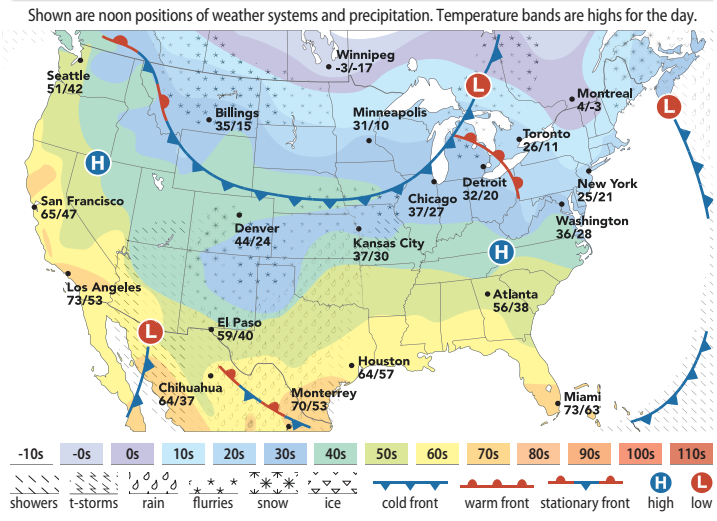 Shown are noon positions of weather systems and precipitation. Temperature bands are highs for the day.
Winnipeg
-3/-17
Seattle
51/42
Montreal
4/-3
Billings
35/15
Minneapolis
31/10
Toronto
26/11
L
L
H
San Francisco
65/47
Chicago
37/27
Detroit
32/20
New York
25/21
Washington
36/28
Denver
44/24
Kansas City
37/30
H
Los Angeles
73/53
Atlanta
56/38
El Paso
59/40
L
Houston
64/57
Chihuahua
64/37
Monterrey
70/53
Miami
73/63
-10s -0s 0s 10s 20s 30s 40s 50s 60s 70s 80s 90s 100s 110s
H L
showers t-storms rain flurries snow ice cold front warm front stationary front high low